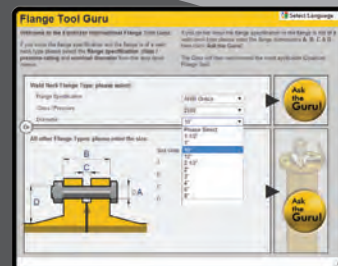 Flange Tool Guru
Select Language
Welcome to the Equalizer International Flange Tool Guru.
If you know the flange specification and the flange is of a weld
neck type please select the flange specification, class /
pressure rating and nominal diameter from the drop down
menus.
If you do not know the flange specification or the flange is not of a
weld neck type please enter the flange dimensions A, B, C & D
then click Ask the Guru!
The Guru will then recommend the most applicable Equalizer
Flange Tool.
Weld Neck Flange Type: please select:
Flange Specification
Class / Pressure
2500
Diameter
10"
Please Select
1-1/2"
1"
10"
12"
2 1/2"
2"
3"
4"
5"
6"
8"
Or
All other Flange Types: please enter the size:
B
C
D
A
Ask
the
Guru!
Ask
the
Guru!